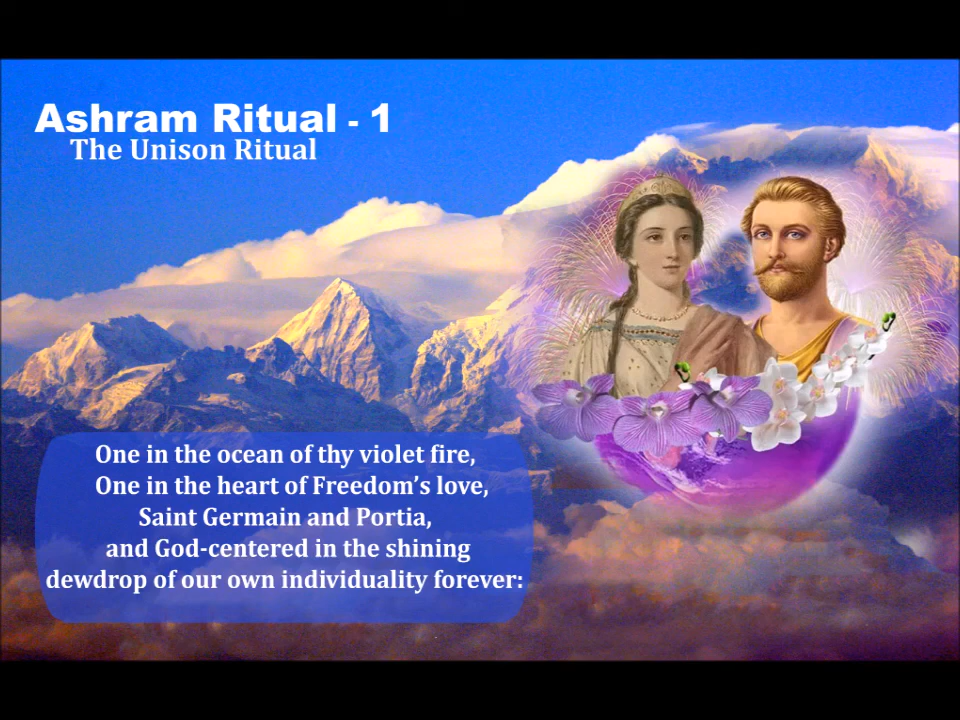 Ashram Ritual - 1
The Unison Ritual
One in the ocean of thy violet fire,
One in the heart of Freedom’s love,
Saint Germain and Portia,
and God-centered in the shining
dewdrop of our own individuality forever: